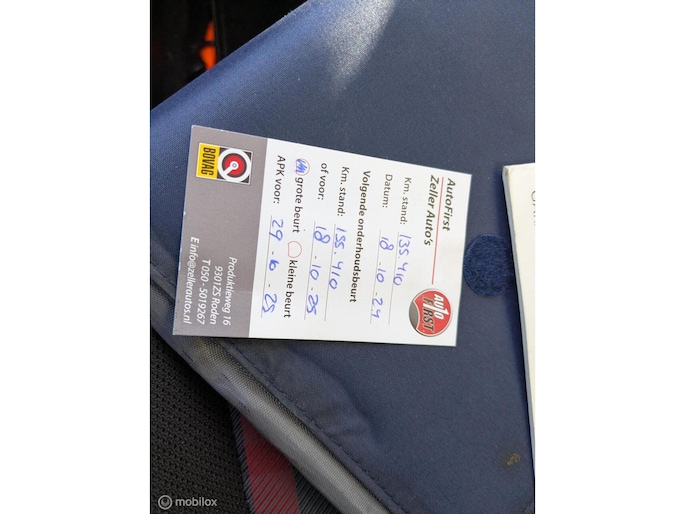 AutoFirst
Zeller Auto's
AUTO
FIRST
Km. stand: 135 410
Datum: 18 - 10 - 24
Volgende onderhoudsbeurt
Km. stand: 155.410
of voor: 18 - 10 - 25
grote beurt kleine beurt
APK voor: 29 - 10 - 25
BOVAG
Produktieweg 16
9301ZS Roden
T 050 - 5019267
E info@zellerautos.nl
mobilox